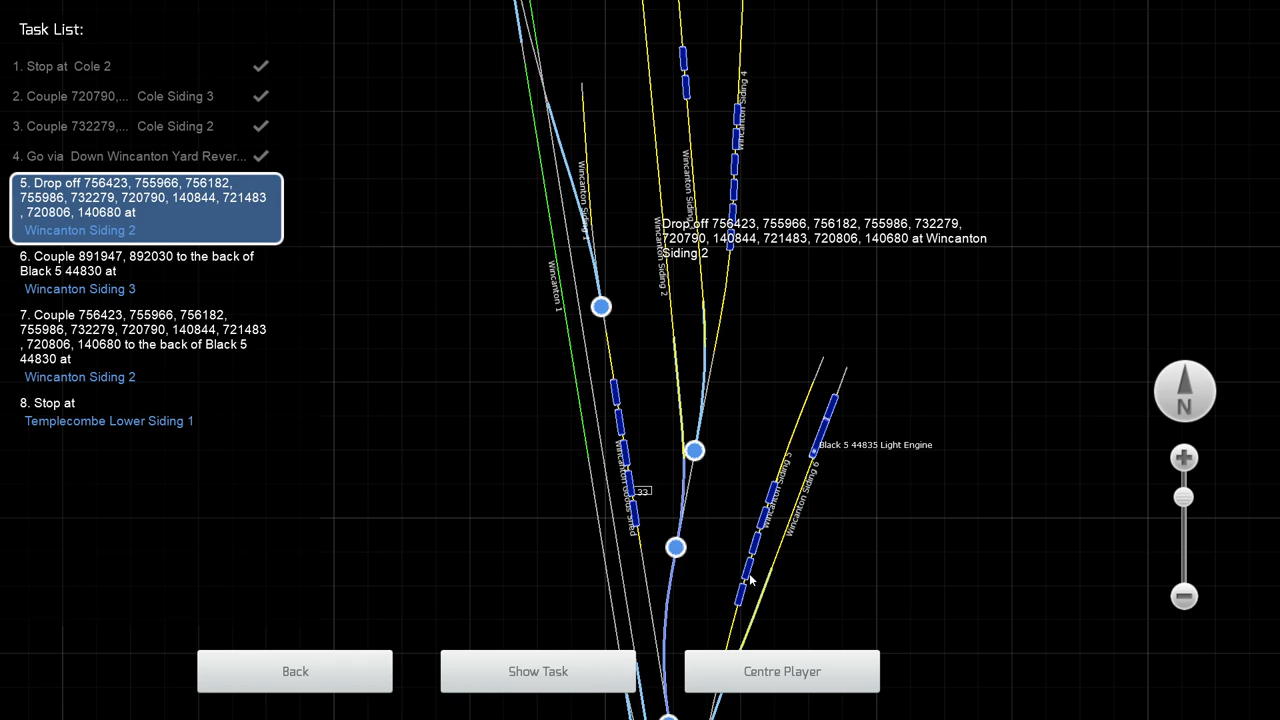 Task List:
1. Stop at  Cole 2
2. Couple 720790,...   Cole Siding 3
3. Couple 732279,...   Cole Siding 2
4. Go via  Down Wincanton Yard Rever...
5. Drop off 756423, 755966, 756182,
755986, 732279, 720790, 140844, 721483
, 720806, 140680 at
Wincanton Siding 2
6. Couple 891947, 892030 to the back of
Black 5 44830 at
Wincanton Siding 3
7. Couple 756423, 755966, 756182,
755986, 732279, 720790, 140844, 721483
, 720806, 140680 to the back of Black 5
44830 at
Wincanton Siding 2
8. Stop at
Templecombe Lower Siding 1
Wincanton 1
Wincanton Siding 1
Wincanton Siding 2
Wincanton Siding
Wincanton Siding 4
Drop off 756423, 755966, 756182, 755986, 732279,
720790, 140844, 721483, 720806, 140680 at Wincanton
Siding 2
Wincanton Goods Shed
33
Wincanton Siding 5
Wincanton Siding 6
Black 5 44835 Light Engine
N
Back
Show Task
Centre Player